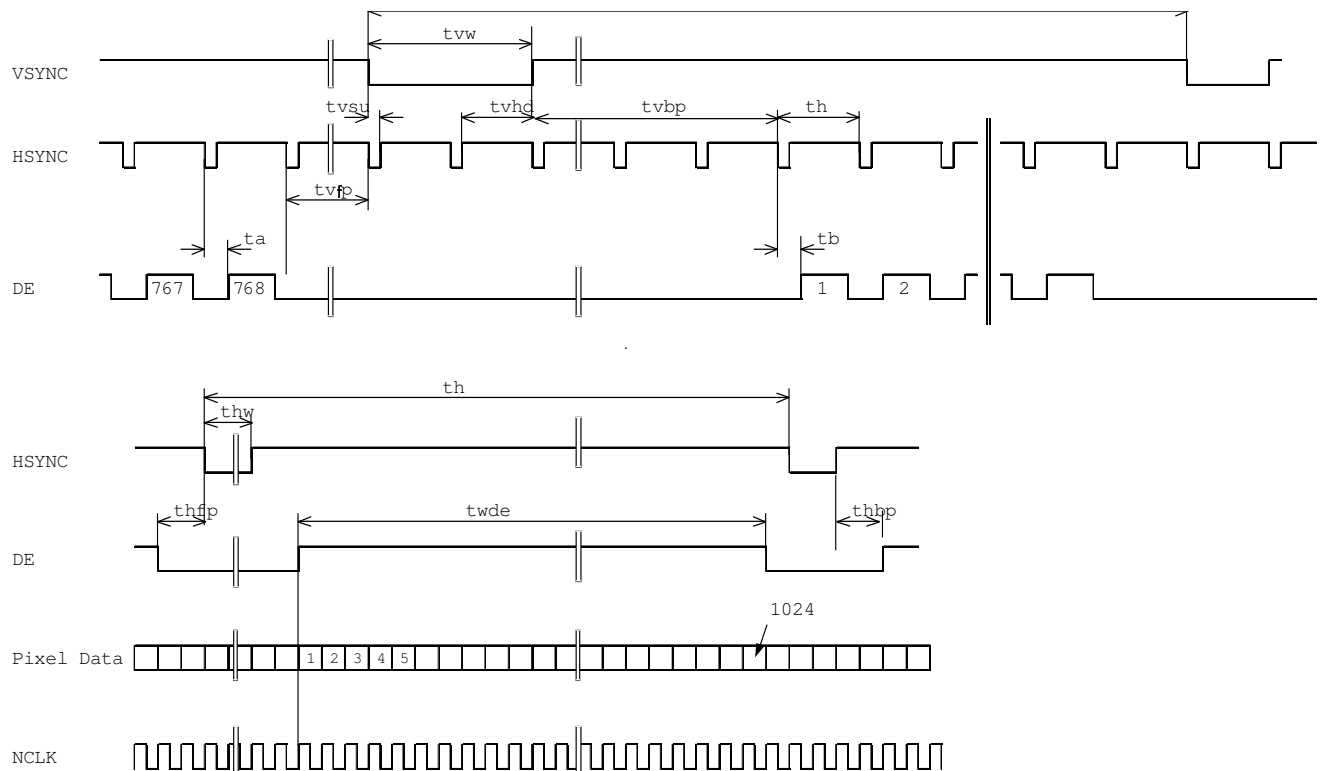 tvw
VSYNC
tvsu
tvhd
tvbp
th
HSYNC
tvfp
ta
tb
DE
767
768
1
2
th
thw
HSYNC
thfp
twde
thbp
DE
1024
Pixel Data
1 2 3 4 5
NCLK